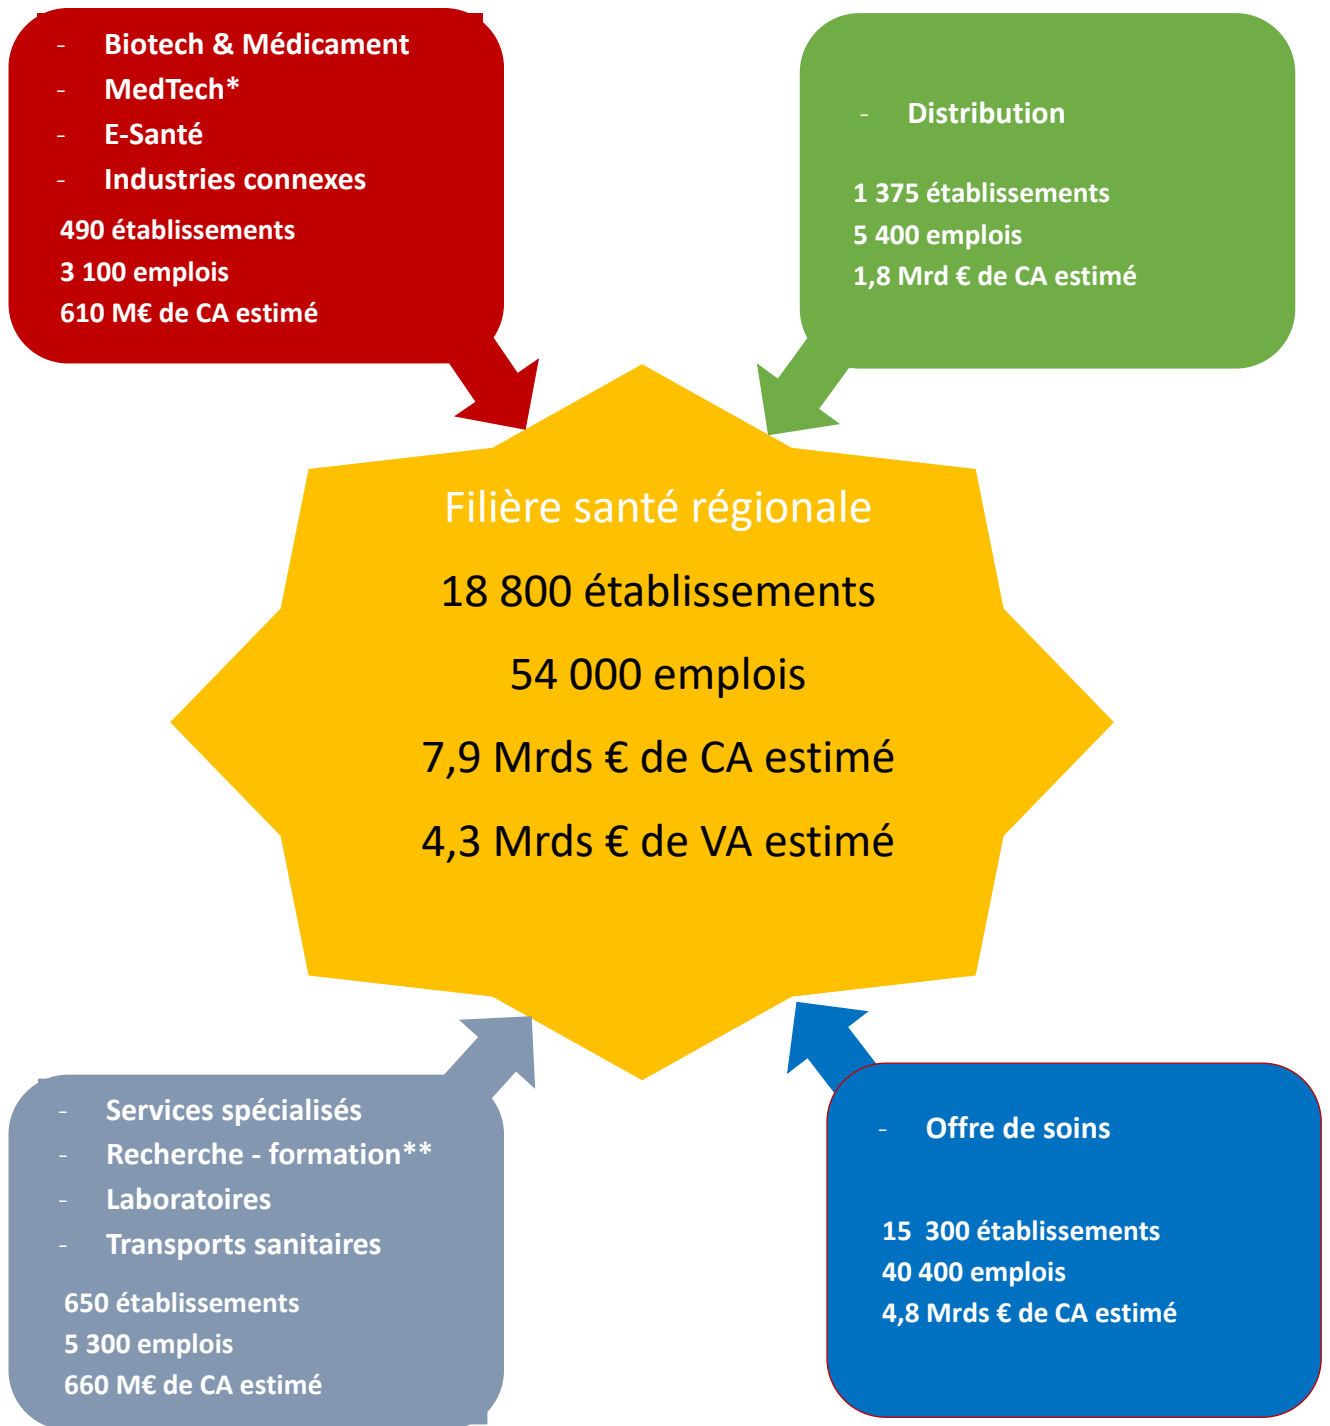 - Biotech & Médicament
- MedTech*
- E-Santé
- Industries connexes
490 établissements
3 100 emplois
610 M€ de CA estimé
- Distribution
1 375 établissements
5 400 emplois
1,8 Mrd € de CA estimé
Filière santé régionale
18 800 établissements
54 000 emplois
7,9 Mrds € de CA estimé
4,3 Mrds € de VA estimé
- Services spécialisés
- Recherche - formation**
- Laboratoires
- Transports sanitaires
650 établissements
5 300 emplois
660 M€ de CA estimé
- Offre de soins
15  300 établissements
40 400 emplois
4,8 Mrds € de CA estimé